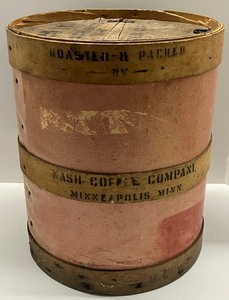 ROASTED & PACKED
BY
NASH COFFEE COMPANY
MINNEAPOLIS MINN.